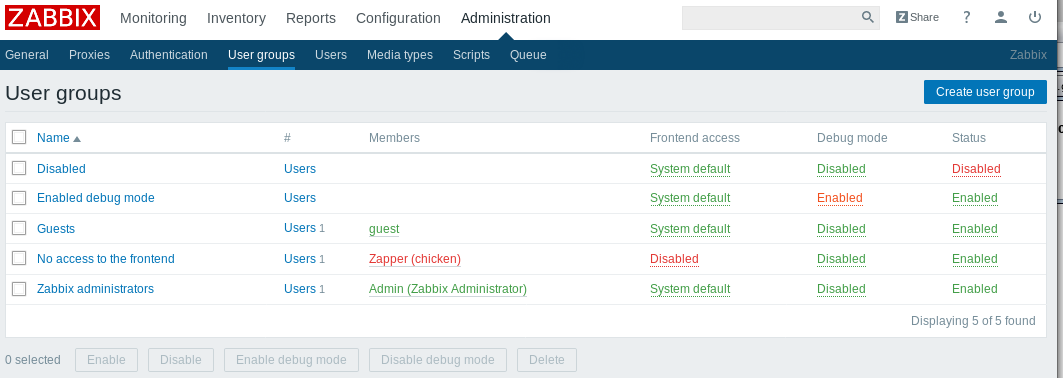 ZABBIX Monitoring Inventory Reports Configuration Administration Z Share ?
General Proxies Authentication User groups Users Media types Scripts Queue Zabbix
User groups Create user group
Name # Members Frontend access Debug mode Status
Disabled Users System default Disabled Disabled
Enabled debug mode Users System default Enabled Enabled
Guests Users 1 guest System default Disabled Enabled
No access to the frontend Users 1 Zapper (chicken) Disabled Disabled Enabled
Zabbix administrators Users 1 Admin (Zabbix Administrator) System default Disabled Enabled
Displaying 5 of 5 found
0 selected Enable Disable Enable debug mode Disable debug mode Delete